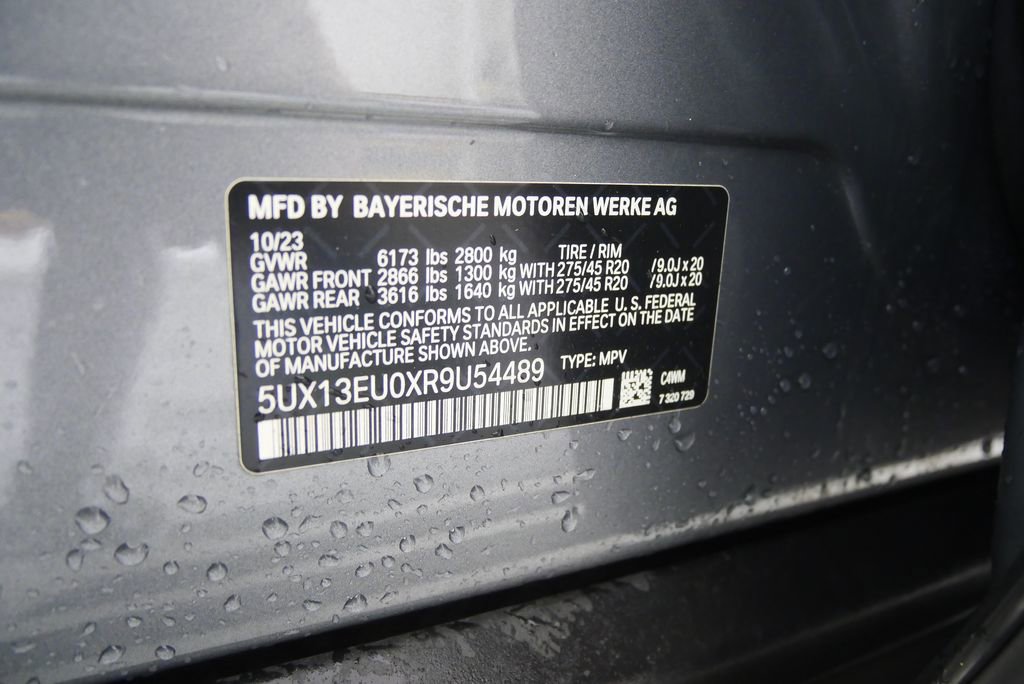 MFD BY BAYERISCHE MOTOREN WERKE AG
10/23
GVWR 6173 lbs 2800 kg TIRE / RIM
GAWR FRONT 2866 lbs 1300 kg WITH 275/45 R20 /9.0J x 20
GAWR REAR 3616 lbs 1640 kg WITH 275/45 R20 /9.0J x 20
THIS VEHICLE CONFORMS TO ALL APPLICABLE U. S. FEDERAL
MOTOR VEHICLE SAFETY STANDARDS IN EFFECT ON THE DATE
OF MANUFACTURE SHOWN ABOVE.
5UX13EU0XR9U54489 TYPE: MPV
C4WM
7 320 729